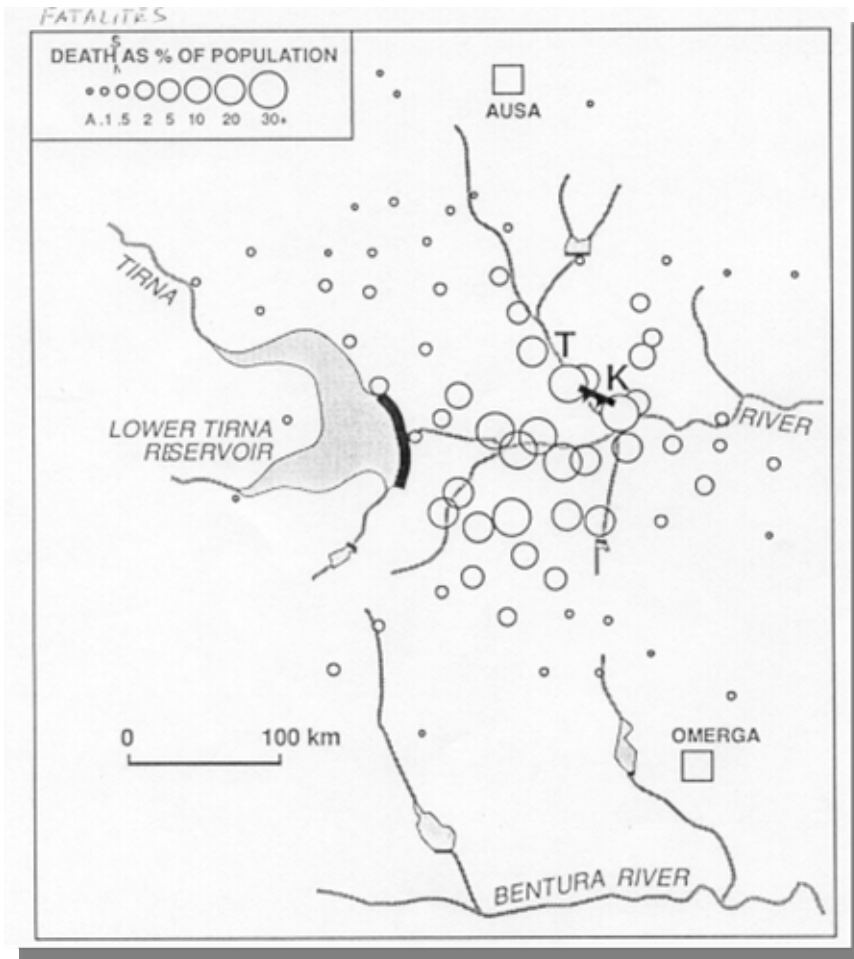 FATALITES
DEATH AS % OF POPULATION
A .1 .5 2 5 10 20 30+
AUSA
TIRNA
T
K
LOWER TIRNA
RESERVOIR
RIVER
0 100 km
OMERGA
BENTURA RIVER